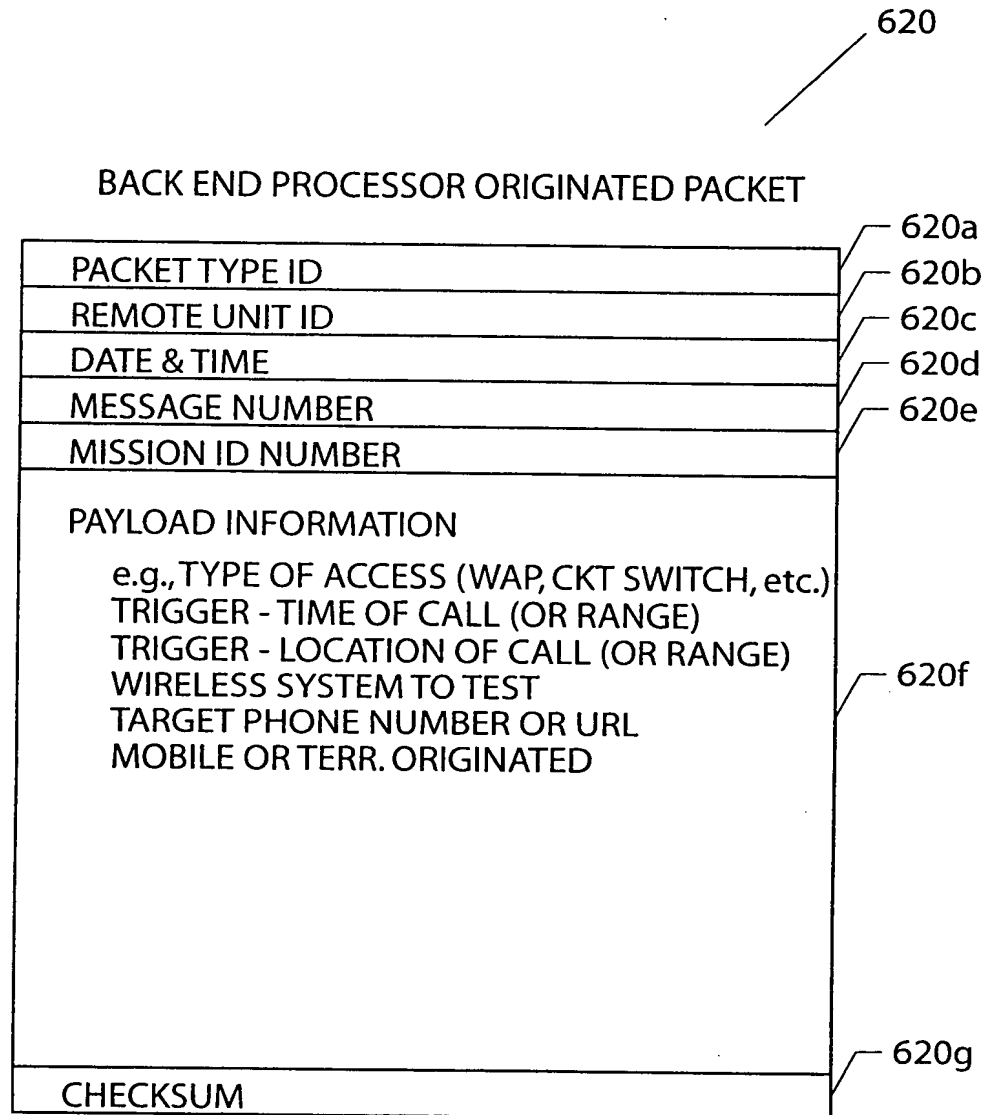 620
BACK END PROCESSOR ORIGINATED PACKET
620a
PACKET TYPE ID
620b
REMOTE UNIT ID
620c
DATE & TIME
620d
MESSAGE NUMBER
620e
MISSION ID NUMBER
PAYLOAD INFORMATION
e.g., TYPE OF ACCESS (WAP, CKT SWITCH, etc.)
TRIGGER - TIME OF CALL (OR RANGE)
TRIGGER - LOCATION OF CALL (OR RANGE)
WIRELESS SYSTEM TO TEST
620f
TARGET PHONE NUMBER OR URL
MOBILE OR TERR. ORIGINATED
620g
CHECKSUM